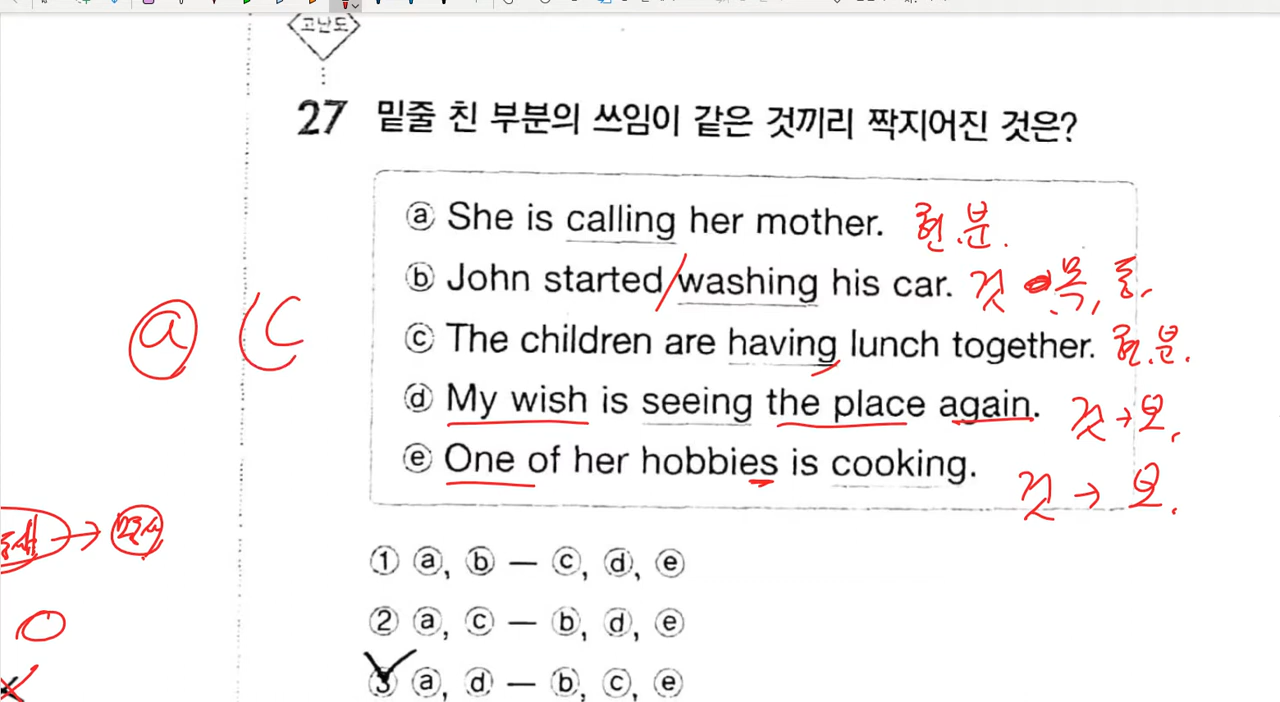 고난도
27 밑줄 친 부분의 쓰임이 같은 것끼리 짝지어진 것은?
ⓐ She is calling her mother. 현.분.
ⓑ John started/washing his car. 것 목, 동.
ⓒ The children are having lunch together. 현.분.
ⓓ My wish is seeing the place again. 것→보.
ⓔ One of her hobbies is cooking. 것→보.
a C
① ⓐ, ⓑ — ⓒ, ⓓ, ⓔ
② ⓐ, ⓒ — ⓑ, ⓓ, ⓔ
③ ⓐ, ⓓ — ⓑ, ⓒ, ⓔ